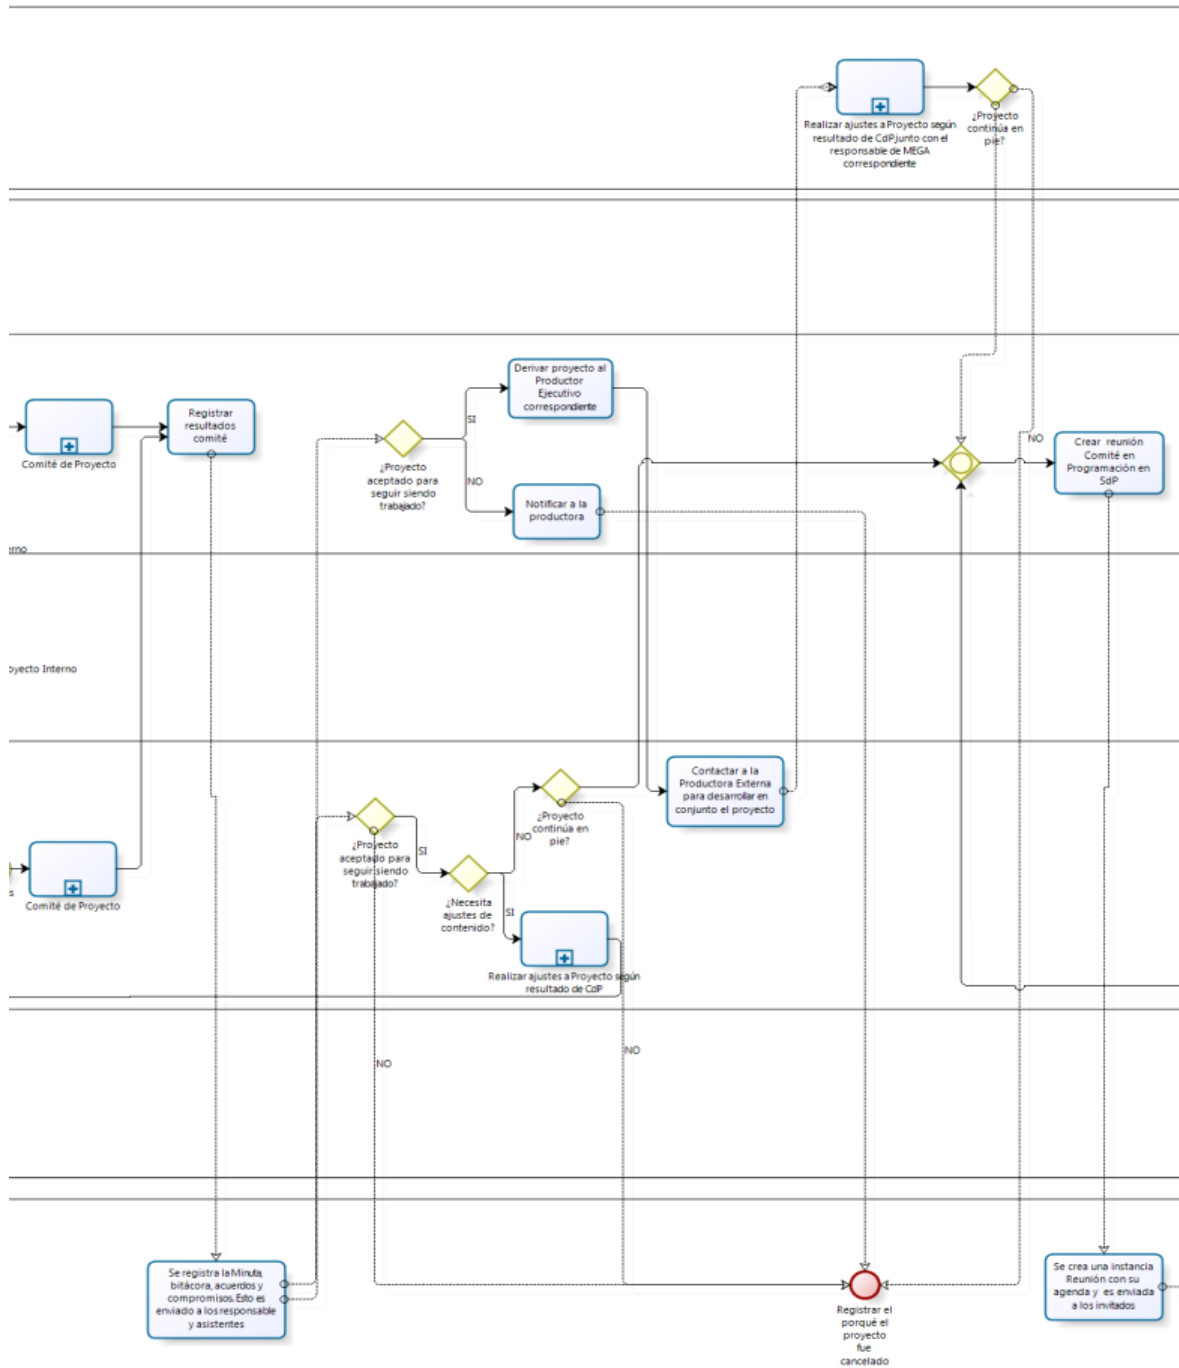 Realizar ajustes a Proyecto según
resultado de CdP junto con el
responsable de MEGA
correspondiente
¿Proyecto
continúa en
pie?
Derivar proyecto al
Productor
Ejecutivo
correspondiente
Registrar
resultados
comité
Comité de Proyecto
SI
¿Proyecto
aceptado para
seguir siendo
trabajado?
NO
Notificar a la
productora
NO
Crear reunión
Comité en
Programación en
SdP
erno
oyecto Interno
Contactar a la
Productora Externa
para desarrollar en
conjunto el proyecto
¿Proyecto
continúa en
pie?
NO
¿Proyecto
aceptado para
seguir siendo
trabajado?
SI
s
Comité de Proyecto
¿Necesita
ajustes de
contenido?
SI
Realizar ajustes a Proyecto según
resultado de CdP
NO
NO
Se registra la Minuta,
bitácora, acuerdos y
compromisos. Esto es
enviado a los responsable
y asistentes
Registrar el
porqué el
proyecto
fue
cancelado
Se crea una instancia
Reunión con su
agenda y es enviada
a los invitados